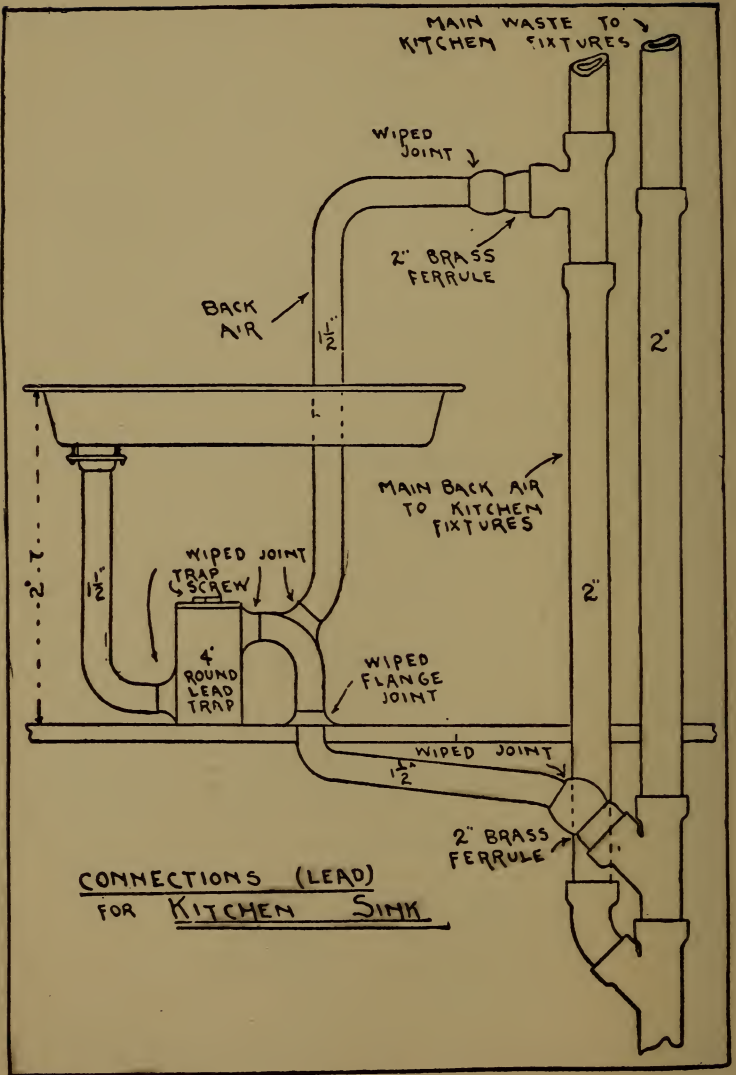 MAIN WASTE TO
KITCHEN FIXTURES
WIPED
JOINT
2" BRASS
FERRULE
BACK
AIR
1½"
2"
MAIN BACK AIR
TO KITCHEN
FIXTURES
WIPED JOINT
TRAP
SCREW
1½"
2"
4"
ROUND
LEAD
TRAP
WIPED
FLANGE
JOINT
WIPED JOINT
1½"
2" BRASS
FERRULE
CONNECTIONS (LEAD)
FOR KITCHEN SINK